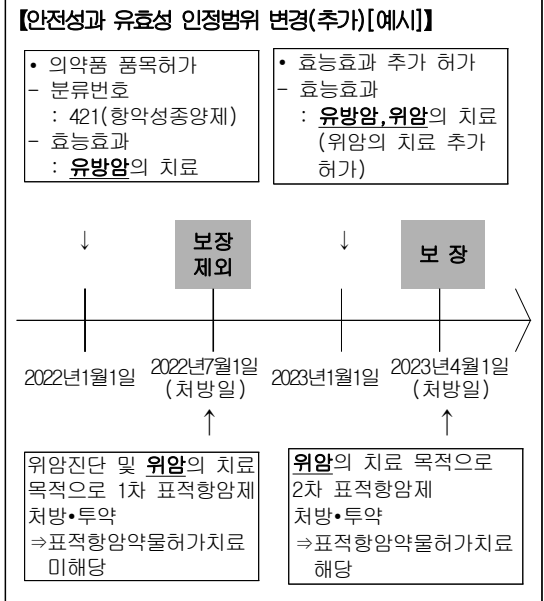 【안전성과 유효성 인정범위 변경(추가)[예시]】
• 의약품 품목허가
- 분류번호
: 421(항악성종양제)
- 효능효과
: 유방암의 치료
• 효능효과 추가 허가
- 효능효과
: 유방암,위암의 치료
(위암의 치료 추가
허가)
↓
보장
제외
↓
보 장
2022년1월1일
2022년7월1일
(처방일)
2023년1월1일
2023년4월1일
(처방일)
↑
↑
위암진단 및 위암의 치료
목적으로 1차 표적항암제
처방•투약
⇒표적항암약물허가치료
미해당
위암의 치료 목적으로
2차 표적항암제
처방•투약
⇒표적항암약물허가치료
해당